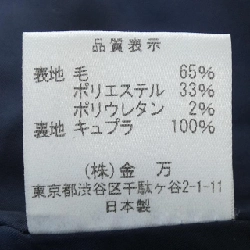 品質表示
表地 毛 65%
ポリエステル 33%
ポリウレタン 2%
裏地 キュプラ 100%
(株)金万
東京都渋谷区千駄ヶ谷2-1-11
日本製